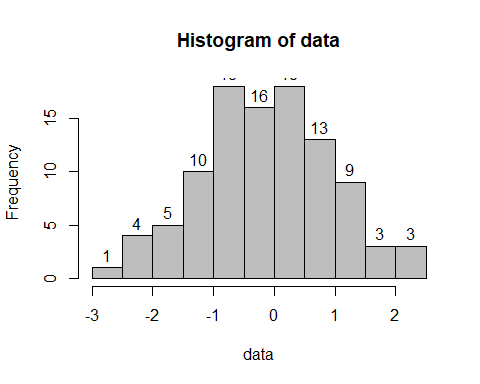 Histogram of data
Frequency
0 5 10 15
1 4 5 10 16 13 9 3 3
-3 -2 -1 0 1 2
data